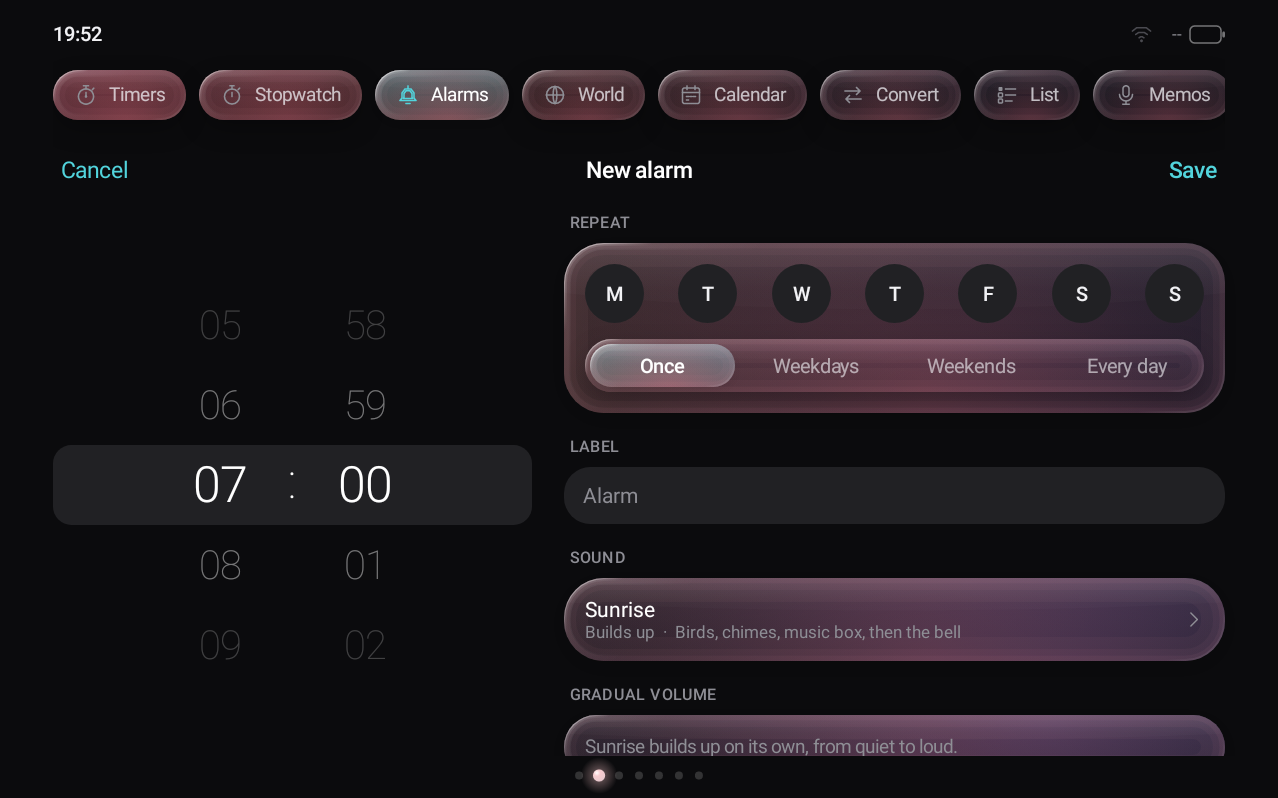 19:52
--
Timers Stopwatch Alarms World Calendar Convert List Memos
Cancel New alarm Save
REPEAT
M T W T F S S
Once Weekdays Weekends Every day
05 58
06 59
07 : 00
08 01
09 02
LABEL
Alarm
SOUND
Sunrise
Builds up · Birds, chimes, music box, then the bell
GRADUAL VOLUME
Sunrise builds up on its own, from quiet to loud.